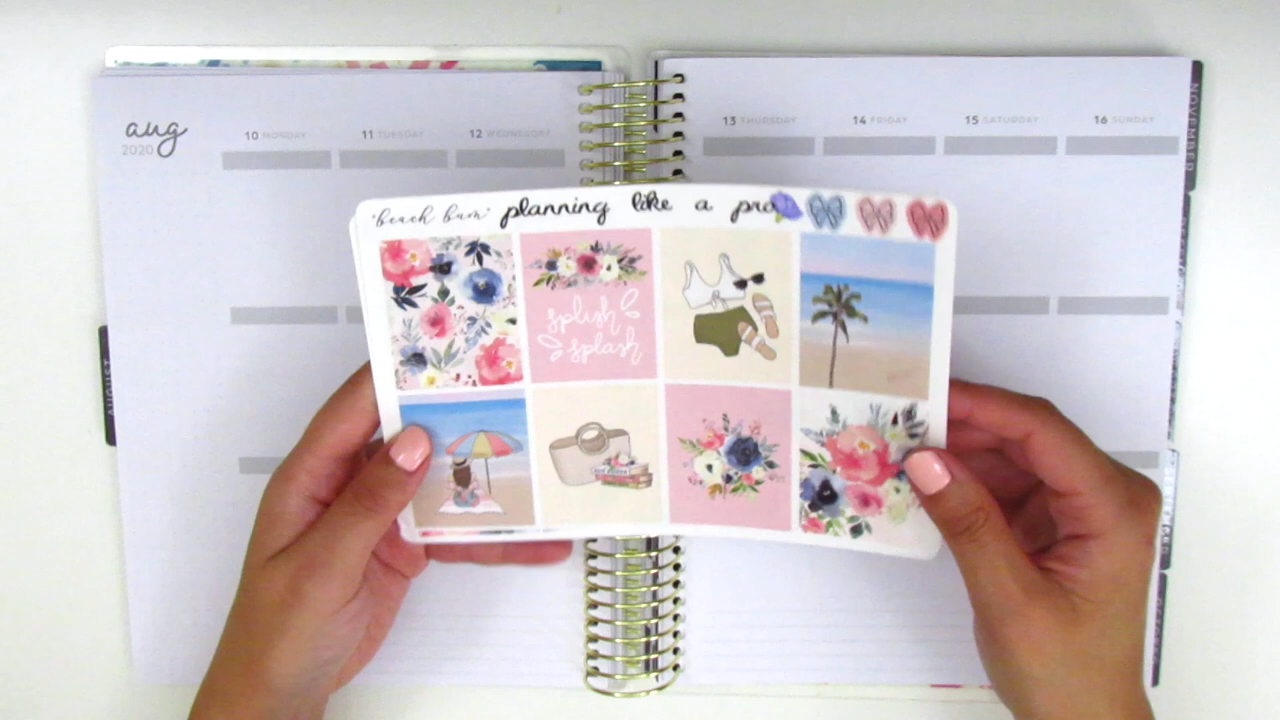 aug
2020
10 MONDAY
11 TUESDAY
12 WEDNESDAY
13 THURSDAY
14 FRIDAY
15 SATURDAY
16 SUNDAY
NOVEMBER
"beach bum" planning like a pro
splish
splash
AUGUST